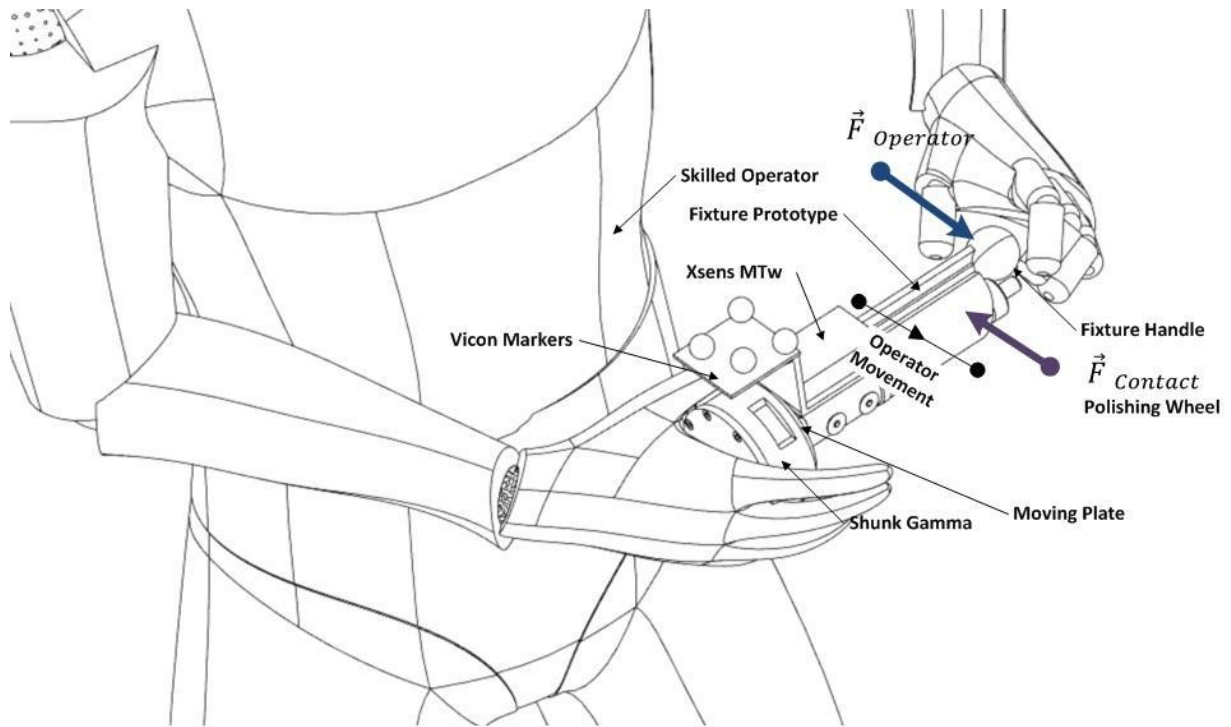 F⃗ Operator
Skilled Operator
Fixture Prototype
Xsens MTw
Vicon Markers
Operator
Movement
Fixture Handle
F⃗ Contact
Polishing Wheel
Moving Plate
Shunk Gamma